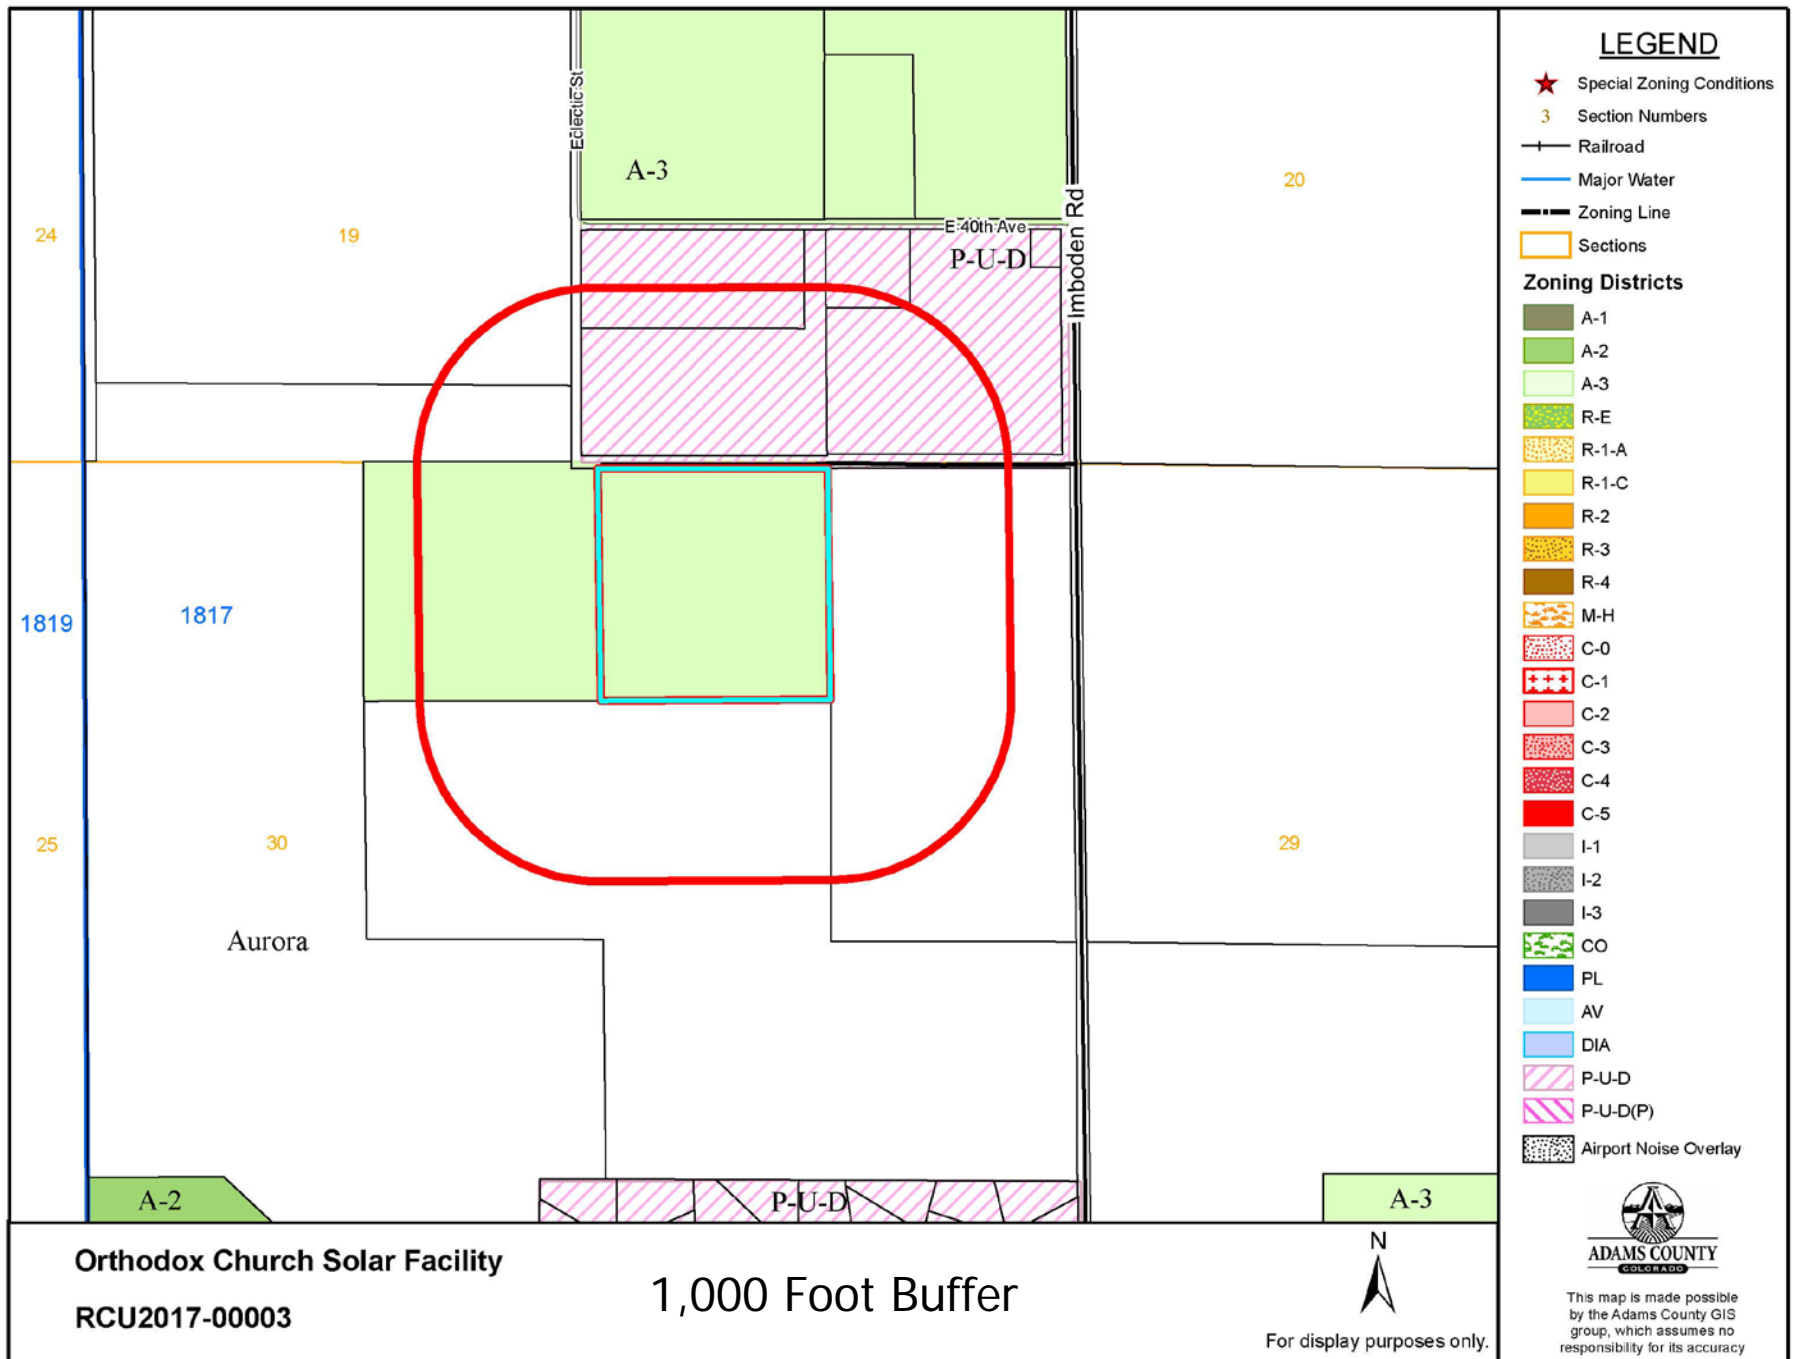 Eclectic St
A-3
20
24
19
E 40th Ave
P-U-D
Imboden Rd
1819
1817
25
30
29
Aurora
A-2
P-U-D
A-3
Orthodox Church Solar Facility
RCU2017-00003
1,000 Foot Buffer
N
For display purposes only.
LEGEND
Special Zoning Conditions
3 Section Numbers
Railroad
Major Water
Zoning Line
Sections
Zoning Districts
A-1
A-2
A-3
R-E
R-1-A
R-1-C
R-2
R-3
R-4
M-H
C-0
C-1
C-2
C-3
C-4
C-5
I-1
I-2
I-3
CO
PL
AV
DIA
P-U-D
P-U-D(P)
Airport Noise Overlay
ADAMS COUNTY
COLORADO
This map is made possible
by the Adams County GIS
group, which assumes no
responsibility for its accuracy